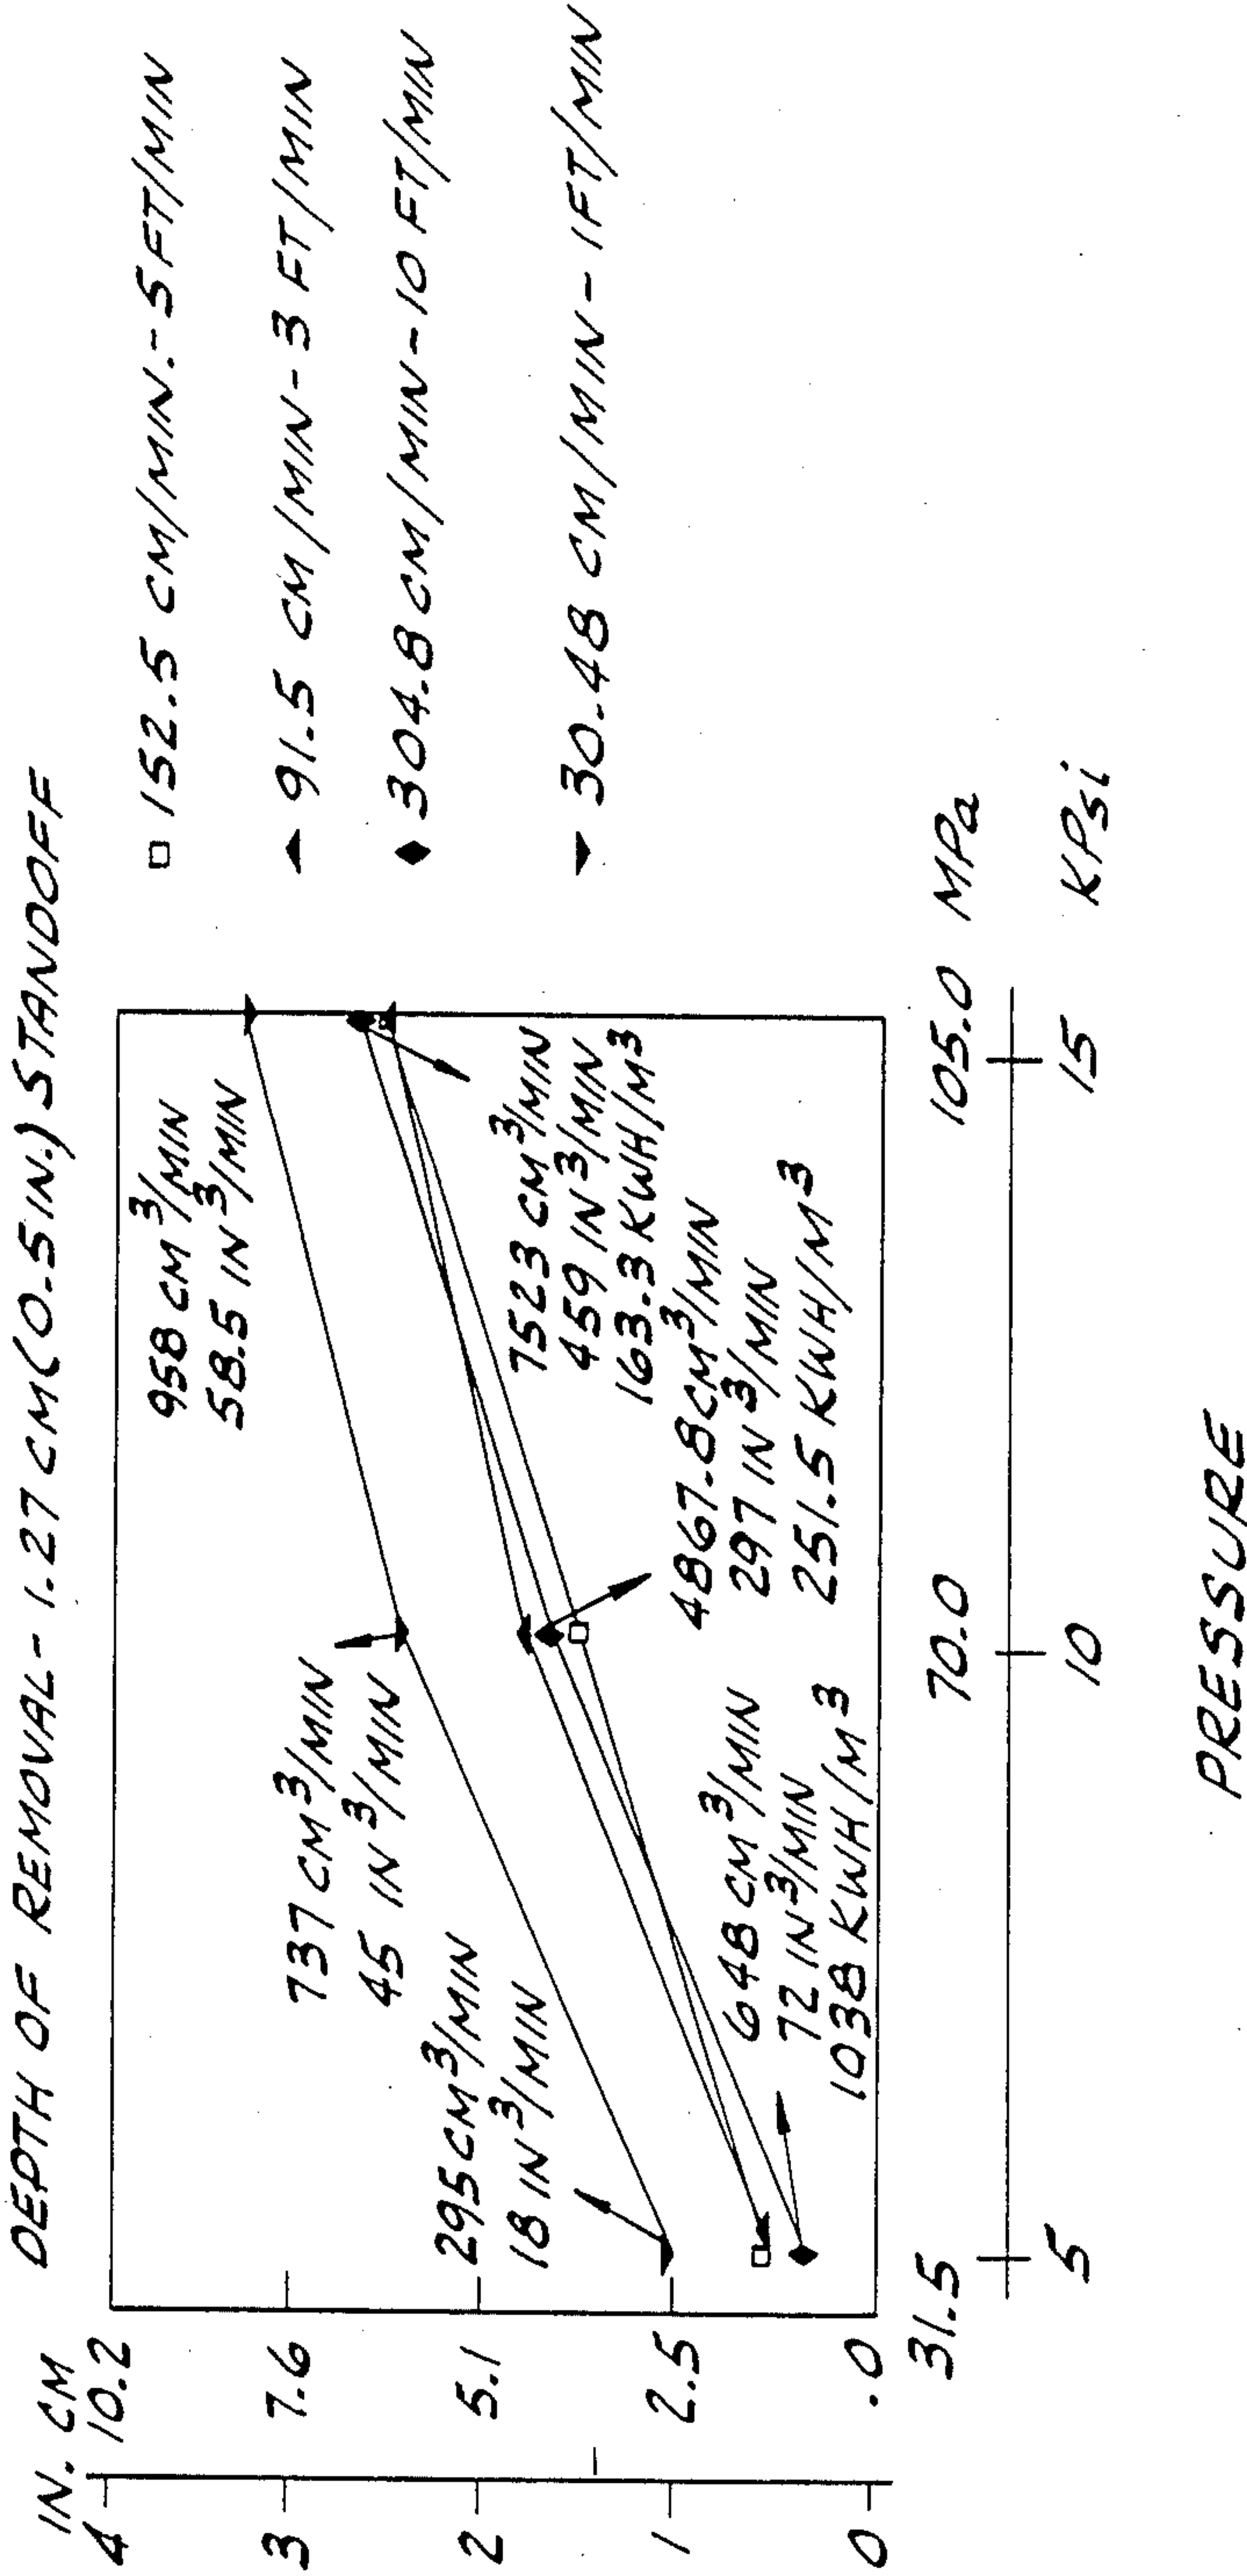 DEPTH OF REMOVAL - 1.27 CM (0.5 IN.) STANDOFF
IN. CM
4 10.2
3 7.6
2 5.1
1 2.5
0 .0
958 CM³/MIN
58.5 IN³/MIN
737 CM³/MIN
45 IN³/MIN
295 CM³/MIN
18 IN³/MIN
7523 CM³/MIN
459 IN³/MIN
163.3 KWH/M³
4867.8 CM³/MIN
297 IN³/MIN
251.5 KWH/M³
648 CM³/MIN
72 IN³/MIN
1038 KWH/M³
152.5 CM/MIN.-5 FT/MIN
91.5 CM/MIN-3 FT/MIN
304.8 CM/MIN-10 FT/MIN
30.48 CM/MIN-1FT/MIN
31.5 70.0 105.0 MPa
5 10 15 KPsi
PRESSURE